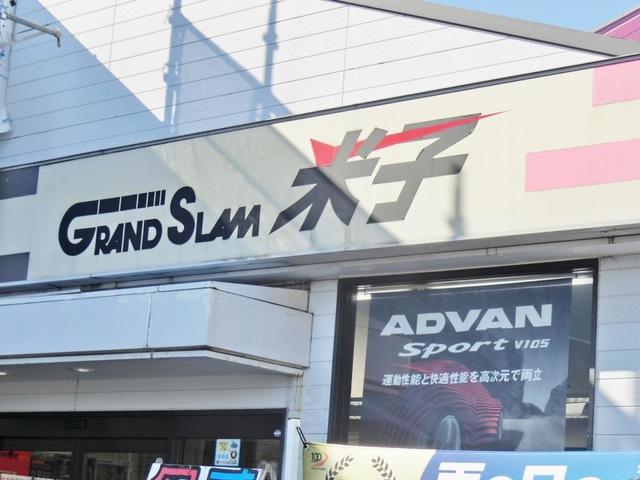 GRAND SLAM 米子
ADVAN
Sport V105
運動性能と快適性能を高次元で両立
100